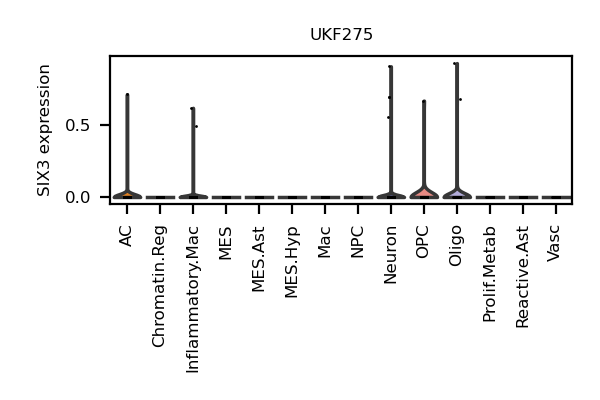 UKF275
SIX3 expression
0.5
0.0
AC
Chromatin.Reg
Inflammatory.Mac
MES
MES.Ast
MES.Hyp
Mac
NPC
Neuron
OPC
Oligo
Prolif.Metab
Reactive.Ast
Vasc